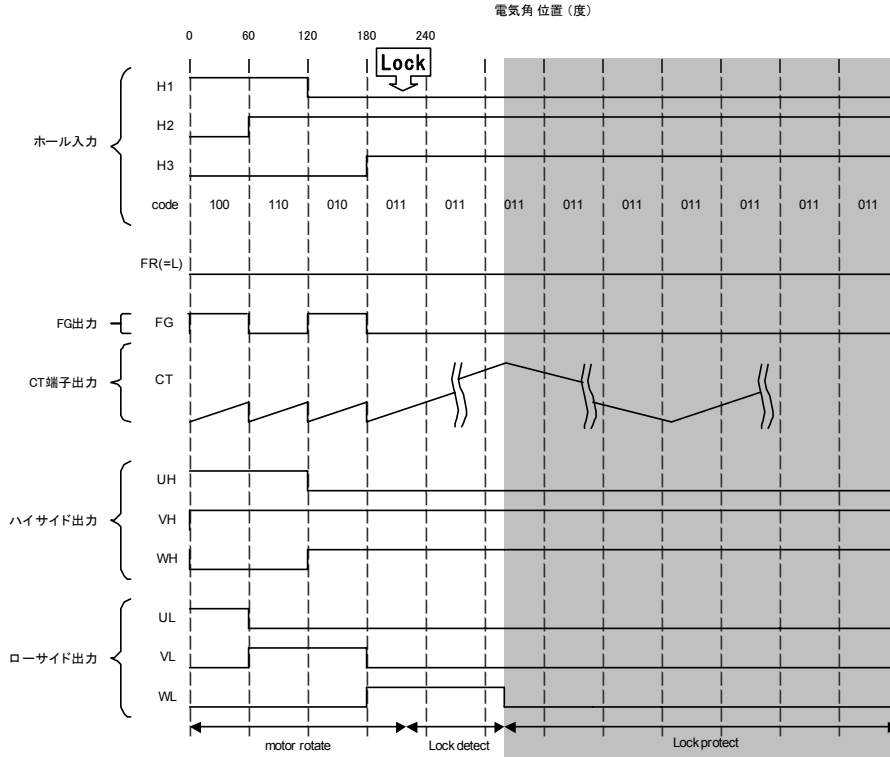 電気角 位置 (度)
0 60 120 180 240
Lock
ホール入力
H1
H2
H3
code 100 110 010 011 011 011 011 011 011 011 011 011
FR(=L)
FG出力 FG
CT端子出力 CT
ハイサイド出力
UH
VH
WH
ローサイド出力
UL
VL
WL
motor rotate Lock detect Lock protect